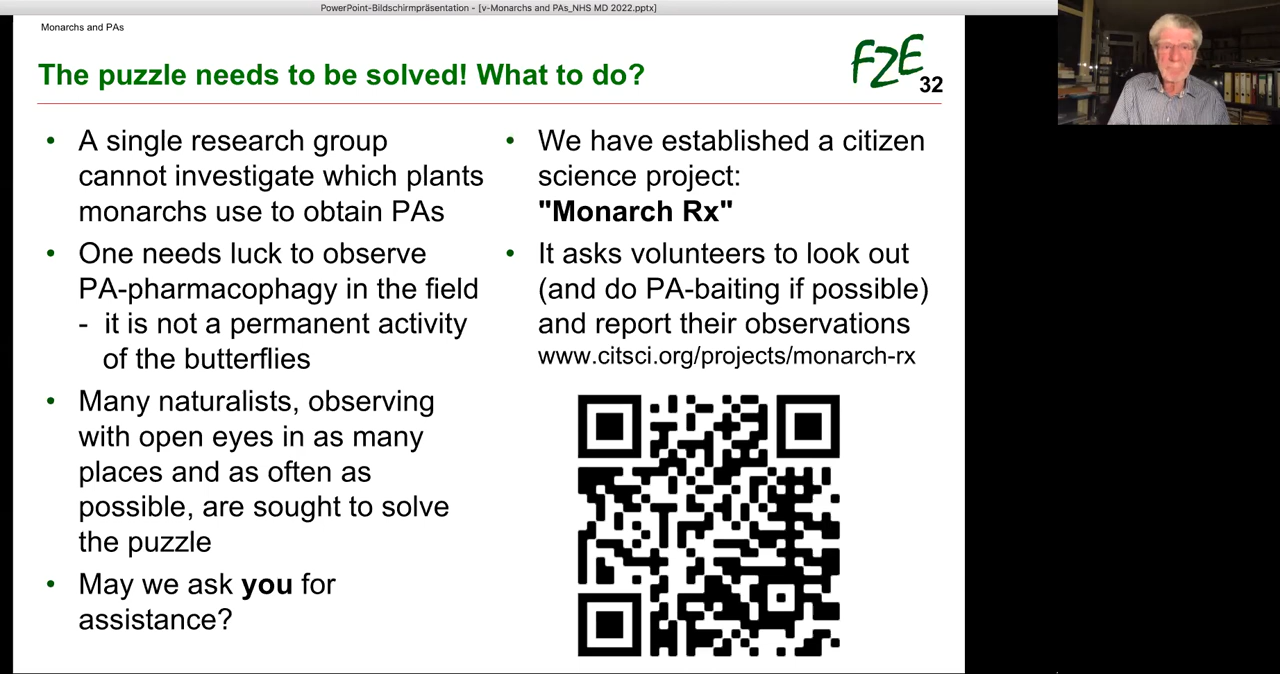 PowerPoint-Bildschirmpräsentation - [v-Monarchs and PAs_NHS MD 2022.pptx]
Monarchs and PAs
The puzzle needs to be solved! What to do?
FZE
32
• A single research group
cannot investigate which plants
monarchs use to obtain PAs
• One needs luck to observe
PA-pharmacophagy in the field
- it is not a permanent activity
of the butterflies
• Many naturalists, observing
with open eyes in as many
places and as often as
possible, are sought to solve
the puzzle
• May we ask you for
assistance?
• We have established a citizen
science project:
"Monarch Rx"
• It asks volunteers to look out
(and do PA-baiting if possible)
and report their observations
www.citsci.org/projects/monarch-rx